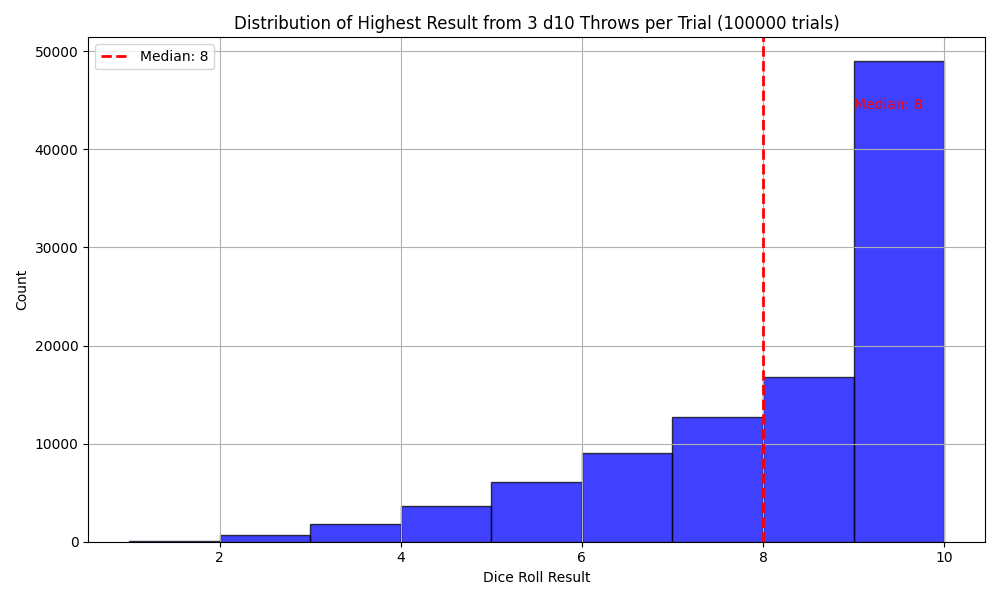 Distribution of Highest Result from 3 d10 Throws per Trial (100000 trials)
Median: 8
Median: 8
50000
40000
30000
20000
10000
0
Count
2 4 6 8 10
Dice Roll Result